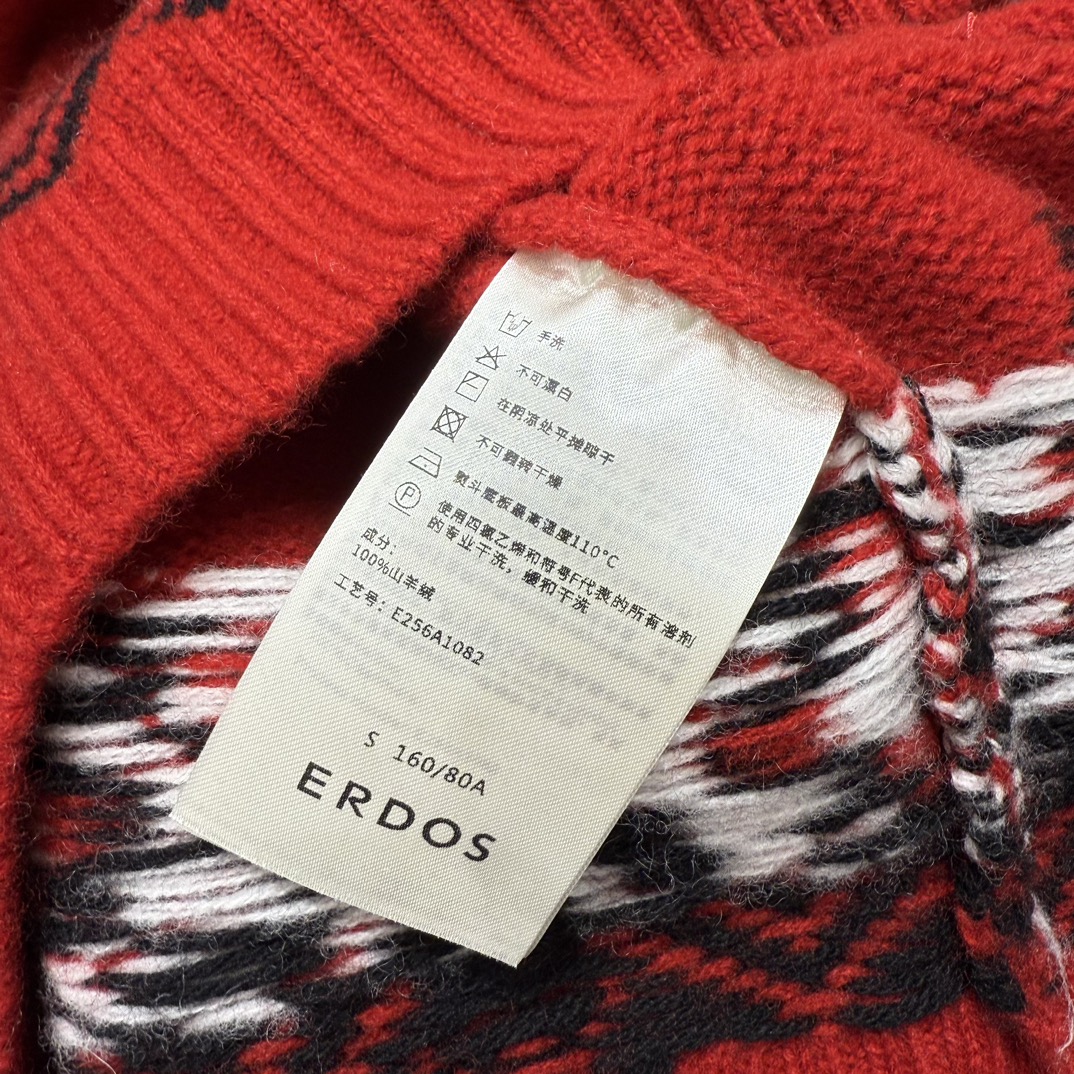 手洗
不可漂白
在阴凉处平摊晾干
不可翻转干燥
熨斗底板最高温度110°C
P
使用四氯乙烯和符号F代表的所有溶剂
的专业干洗，缓和干洗
成分：
100%山羊绒
工艺号：E256A1082
S 160/80A
ERDOS